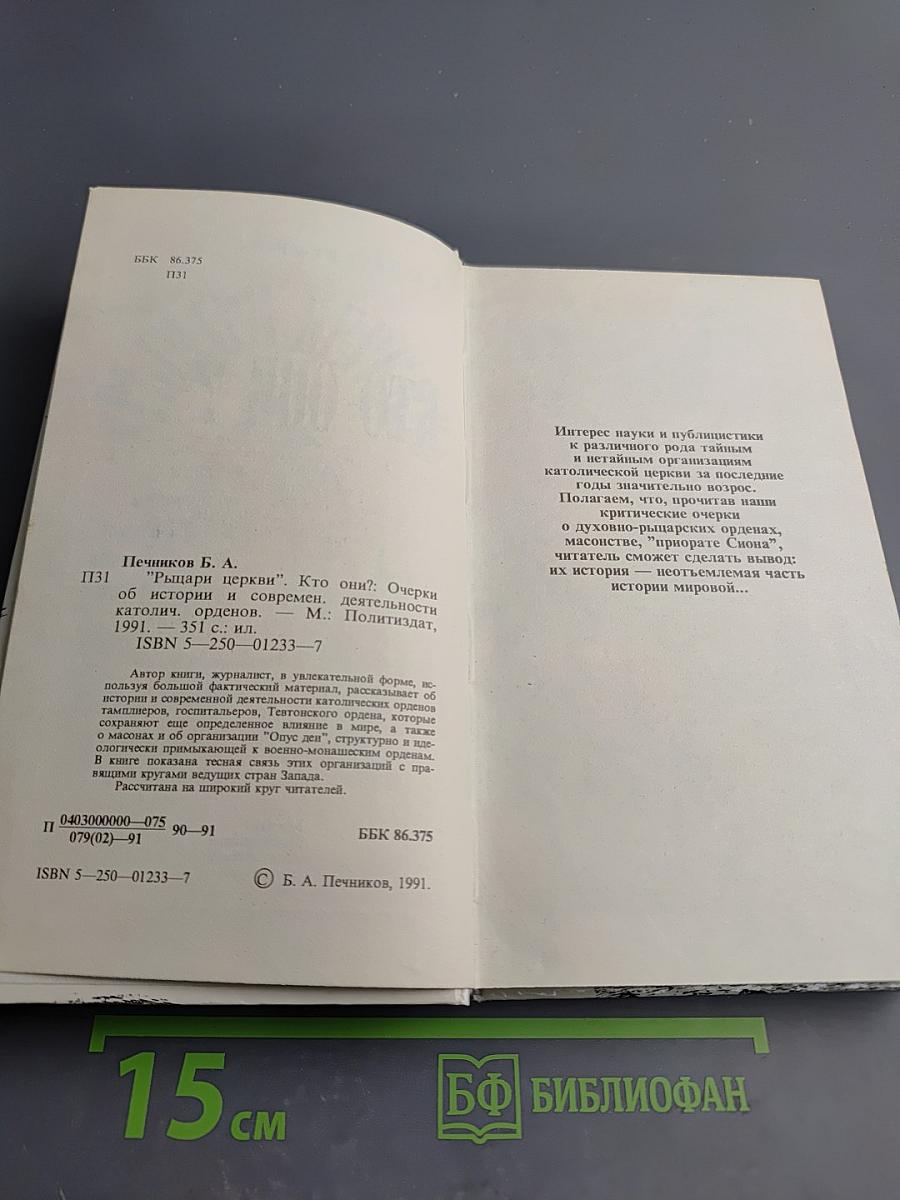 ББК 86.375
П31
Печников Б. А.
П31 "Рыцари церкви". Кто они?: Очерки
об истории и современ. деятельности
католич. орденов. — М.: Политиздат,
1991. — 351 с.: ил.
ISBN 5—250—01233—7
Автор книги, журналист, в увлекательной форме, ис-
пользуя большой фактический материал, рассказывает об
истории и современной деятельности католических орденов
тамплиеров, госпитальеров, Тевтонского ордена, которые
сохраняют еще определенное влияние в мире, а также
о масонах и об организации "Опус деи", структурно и иде-
ологически примыкающей к военно-монашеским орденам.
В книге показана тесная связь этих организаций с пра-
вящими кругами ведущих стран Запада.
Рассчитана на широкий круг читателей.
П 0403000000—075
079(02)—91 90—91
ББК 86.375
ISBN 5—250—01233—7
© Б. А. Печников, 1991.
Интерес науки и публицистики
к различного рода тайным
и нетайным организациям
католической церкви за последние
годы значительно возрос.
Полагаем, что, прочитав наши
критические очерки
о духовно-рыцарских орденах,
масонстве, "приорате Сиона",
читатель сможет сделать вывод:
их история — неотъемлемая часть
истории мировой...
15 см
БФ БИБЛИОФАН